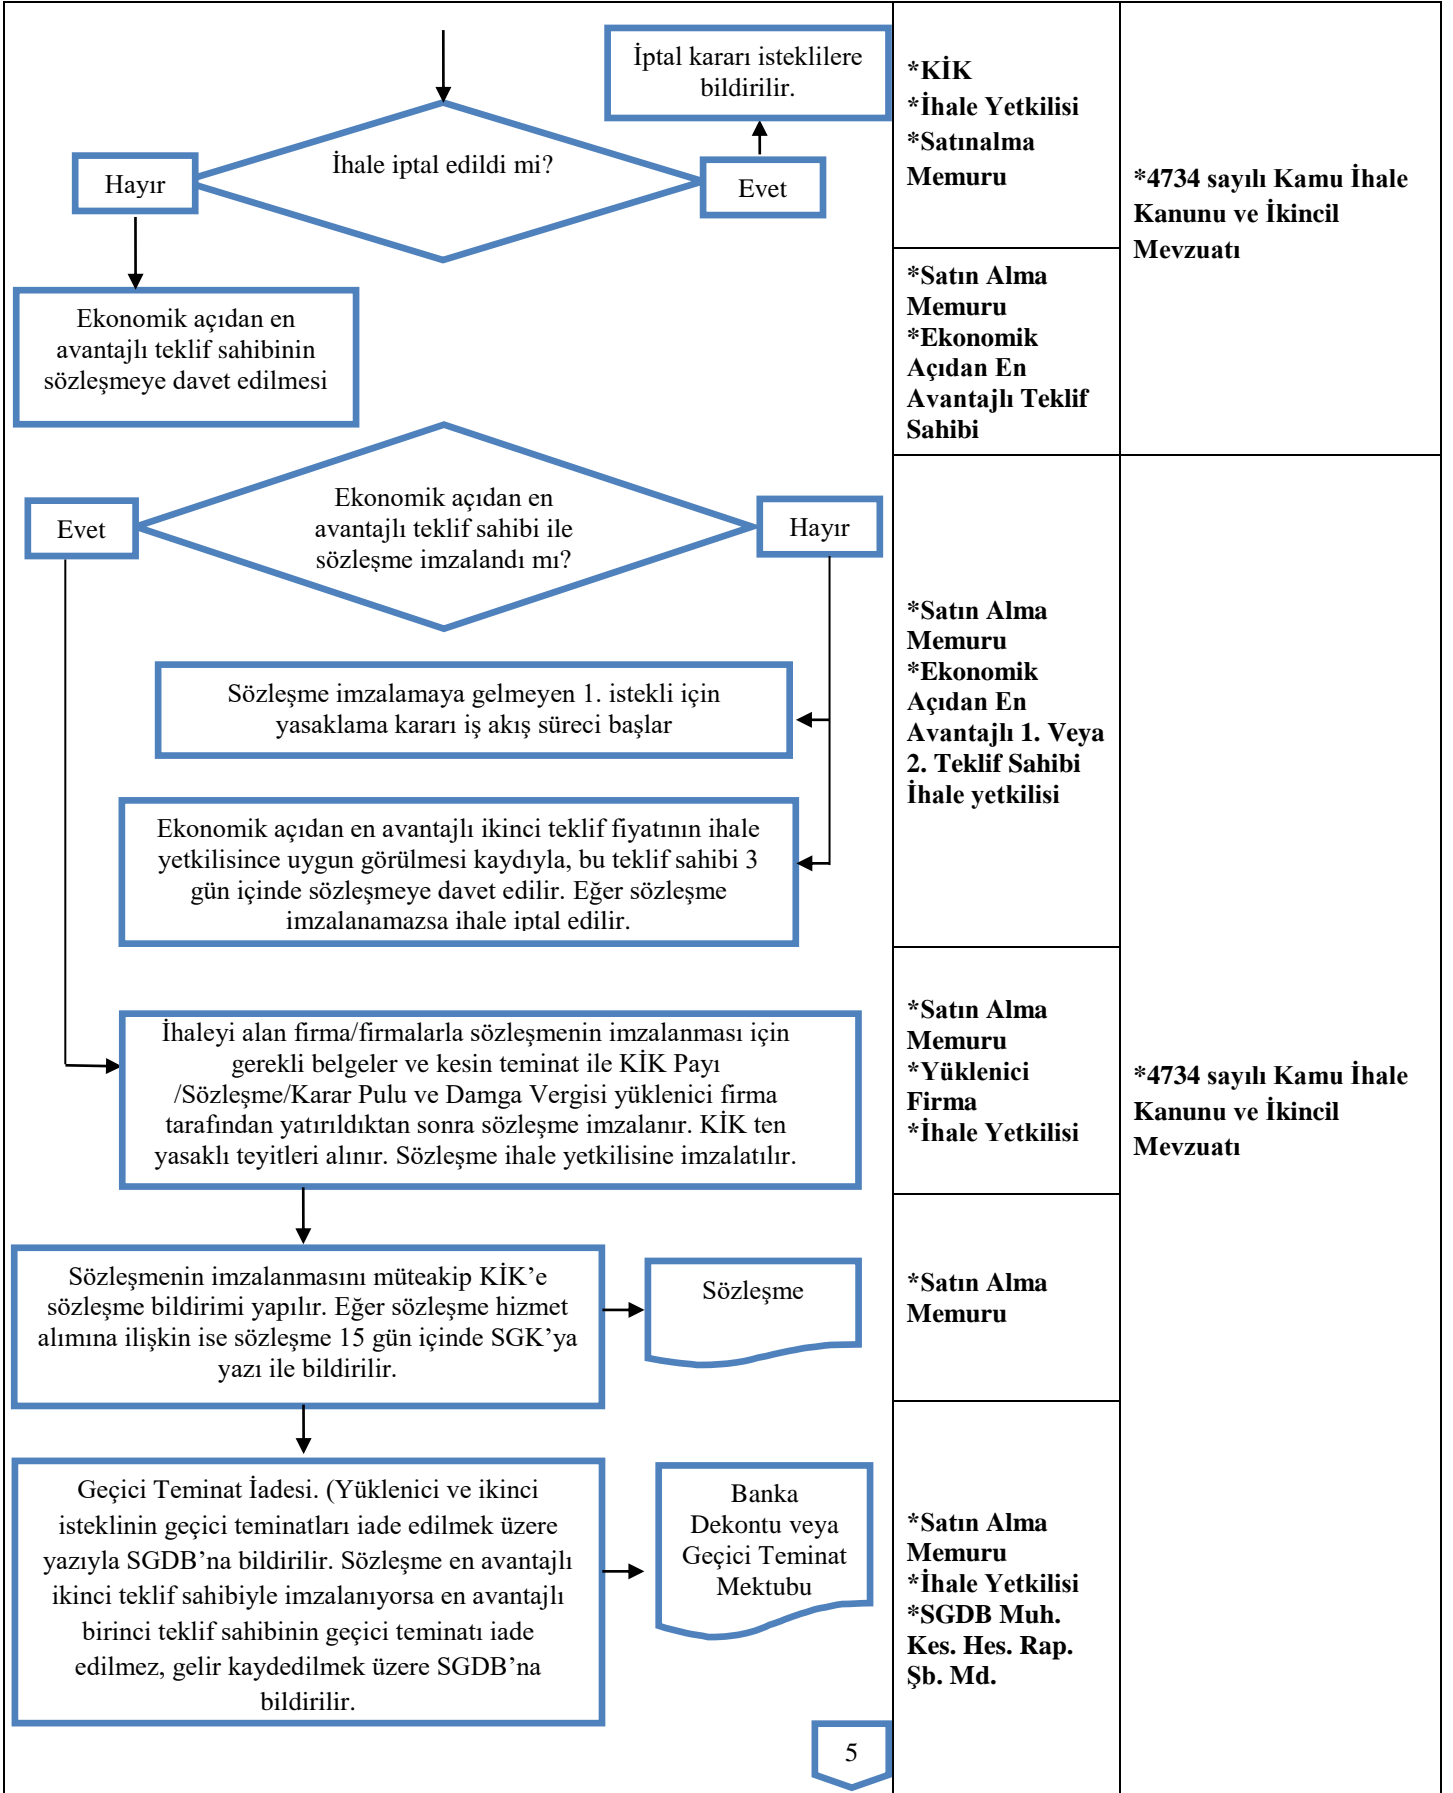 İptal kararı isteklilere
bildirilir.
İhale iptal edildi mi?
Hayır
Evet
Ekonomik açıdan en
avantajlı teklif sahibinin
sözleşmeye davet edilmesi
*KİK
*İhale Yetkilisi
*Satınalma
Memuru
*Satın Alma
Memuru
*Ekonomik
Açıdan En
Avantajlı Teklif
Sahibi
*4734 sayılı Kamu İhale
Kanunu ve İkincil
Mevzuatı
Ekonomik açıdan en
avantajlı teklif sahibi ile
sözleşme imzalandı mı?
Evet
Hayır
Sözleşme imzalamaya gelmeyen 1. istekli için
yasaklama kararı iş akış süreci başlar
Ekonomik açıdan en avantajlı ikinci teklif fiyatının ihale
yetkilisince uygun görülmesi kaydıyla, bu teklif sahibi 3
gün içinde sözleşmeye davet edilir. Eğer sözleşme
imzalanamazsa ihale iptal edilir.
*Satın Alma
Memuru
*Ekonomik
Açıdan En
Avantajlı 1. Veya
2. Teklif Sahibi
İhale yetkilisi
İhaleyi alan firma/firmalarla sözleşmenin imzalanması için
gerekli belgeler ve kesin teminat ile KİK Payı
/Sözleşme/Karar Pulu ve Damga Vergisi yüklenici firma
tarafından yatırıldıktan sonra sözleşme imzalanır. KİK ten
yasaklı teyitleri alınır. Sözleşme ihale yetkilisine imzalatılır.
*Satın Alma
Memuru
*Yüklenici
Firma
*İhale Yetkilisi
*4734 sayılı Kamu İhale
Kanunu ve İkincil
Mevzuatı
Sözleşmenin imzalanmasını müteakip KİK’e
sözleşme bildirimi yapılır. Eğer sözleşme hizmet
alımına ilişkin ise sözleşme 15 gün içinde SGK’ya
yazı ile bildirilir.
Sözleşme
*Satın Alma
Memuru
Geçici Teminat İadesi. (Yüklenici ve ikinci
isteklinin geçici teminatları iade edilmek üzere
yazıyla SGDB’na bildirilir. Sözleşme en avantajlı
ikinci teklif sahibiyle imzalanıyorsa en avantajlı
birinci teklif sahibinin geçici teminatı iade
edilmez, gelir kaydedilmek üzere SGDB’na
bildirilir.
Banka
Dekontu veya
Geçici Teminat
Mektubu
*Satın Alma
Memuru
*İhale Yetkilisi
*SGDB Muh.
Kes. Hes. Rap.
Şb. Md.
5